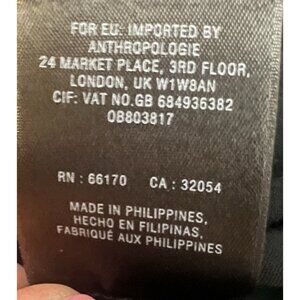 FOR EU: IMPORTED BY
ANTHROPOLOGIE
24 MARKET PLACE, 3RD FLOOR,
LONDON, UK W1W8AN
CIF: VAT NO.GB 684936382
OB803817
RN : 66170 CA : 32054
MADE IN PHILIPPINES,
HECHO EN FILIPINAS,
FABRIQUÉ AUX PHILIPPINES